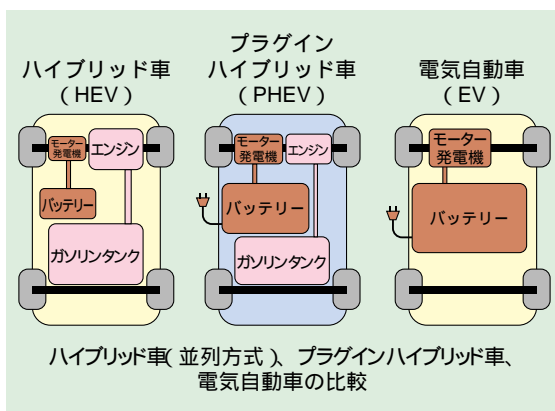 ハイブリッド車
（HEV）
モーター
発電機
エンジン
バッテリー
ガソリンタンク
プラグイン
ハイブリッド車
（PHEV）
モーター
発電機
エンジン
バッテリー
ガソリンタンク
電気自動車
（EV）
モーター
発電機
バッテリー
ハイブリッド車（並列方式）、プラグインハイブリッド車、
電気自動車の比較